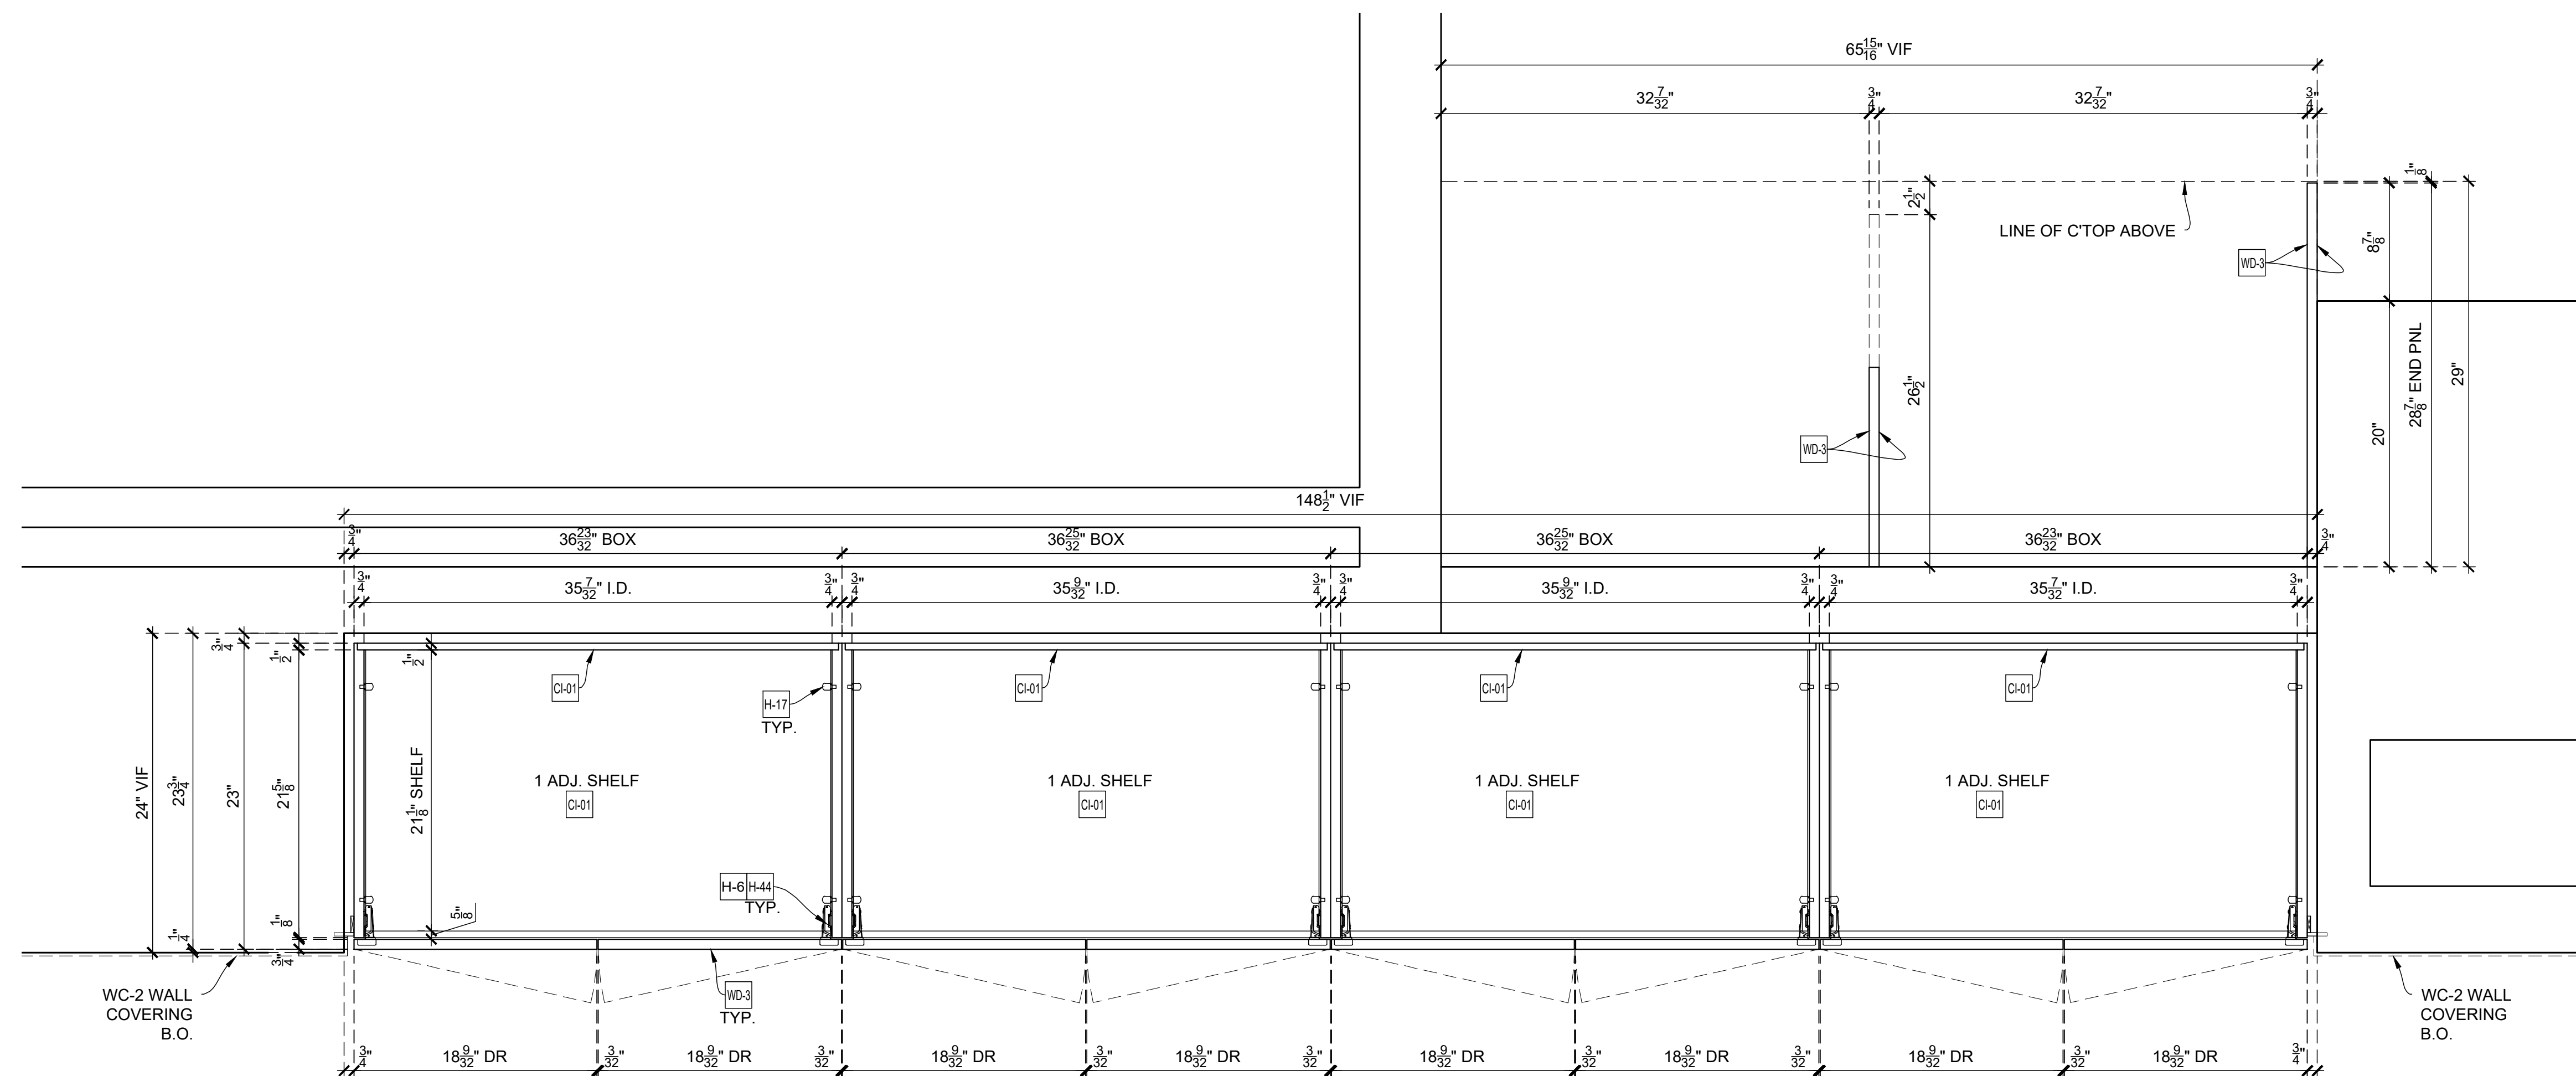 65 15/16" VIF
32 7/32"
3/4"
32 7/32"
3/4"
1/8"
2 1/2"
LINE OF C'TOP ABOVE
8 7/8"
WD-3
28 7/8" END PNL
29"
26 1/2"
20"
WD-3
148 1/2" VIF
3/4"
36 23/32" BOX
36 25/32" BOX
36 25/32" BOX
36 23/32" BOX
3/4"
3/4"
35 7/32" I.D.
3/4"
3/4"
35 9/32" I.D.
3/4"
3/4"
35 9/32" I.D.
3/4"
3/4"
35 7/32" I.D.
3/4"
3/4"
1/2"
1/2"
CI-01
CI-01
CI-01
CI-01
H-17
TYP.
24" VIF
23 3/4"
23"
21 5/8"
21 1/8" SHELF
1 ADJ. SHELF
CI-01
1 ADJ. SHELF
CI-01
1 ADJ. SHELF
CI-01
1 ADJ. SHELF
CI-01
H-6 H-44
TYP.
5/8"
1/8"
1/4"
3/4"
WC-2 WALL
COVERING
B.O.
WD-3
TYP.
WC-2 WALL
COVERING
B.O.
3/4"
18 9/32" DR
3/32"
18 9/32" DR
3/32"
18 9/32" DR
3/32"
18 9/32" DR
3/32"
18 9/32" DR
3/32"
18 9/32" DR
3/32"
18 9/32" DR
3/32"
18 9/32" DR
3/4"